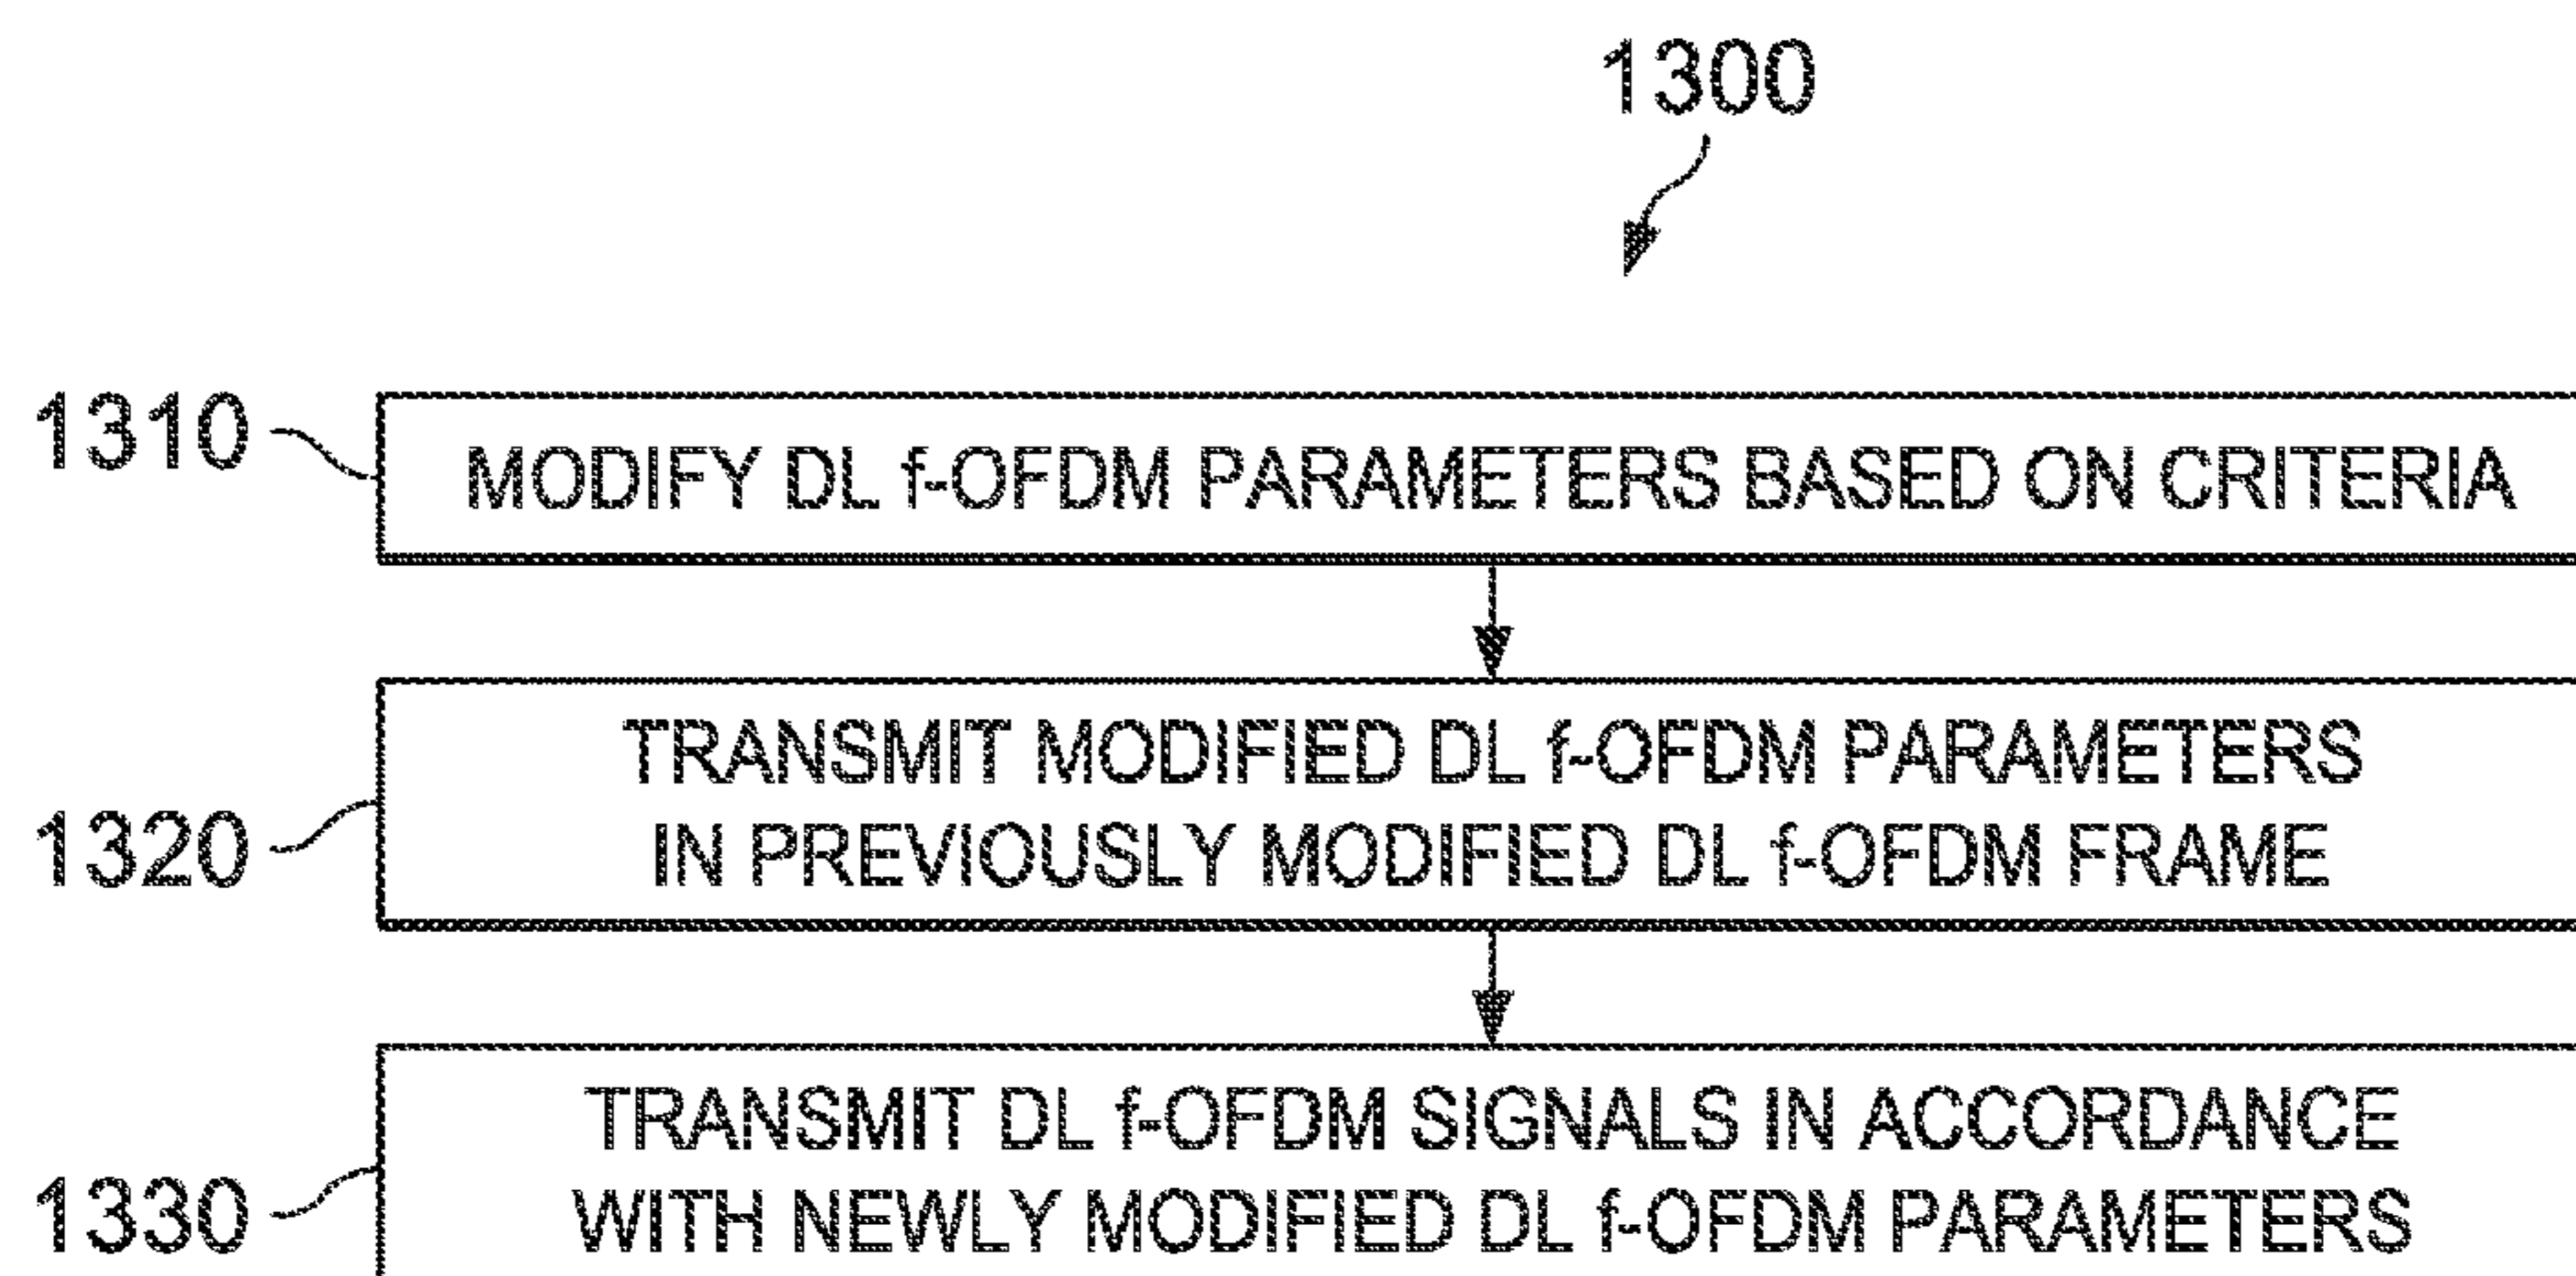 1300
1310
MODIFY DL f-OFDM PARAMETERS BASED ON CRITERIA
TRANSMIT MODIFIED DL f-OFDM PARAMETERS
1320
IN PREVIOUSLY MODIFIED DL f-OFDM FRAME
TRANSMIT DL f-OFDM SIGNALS IN ACCORDANCE
1330
WITH NEWLY MODIFIED DL f-OFDM PARAMETERS